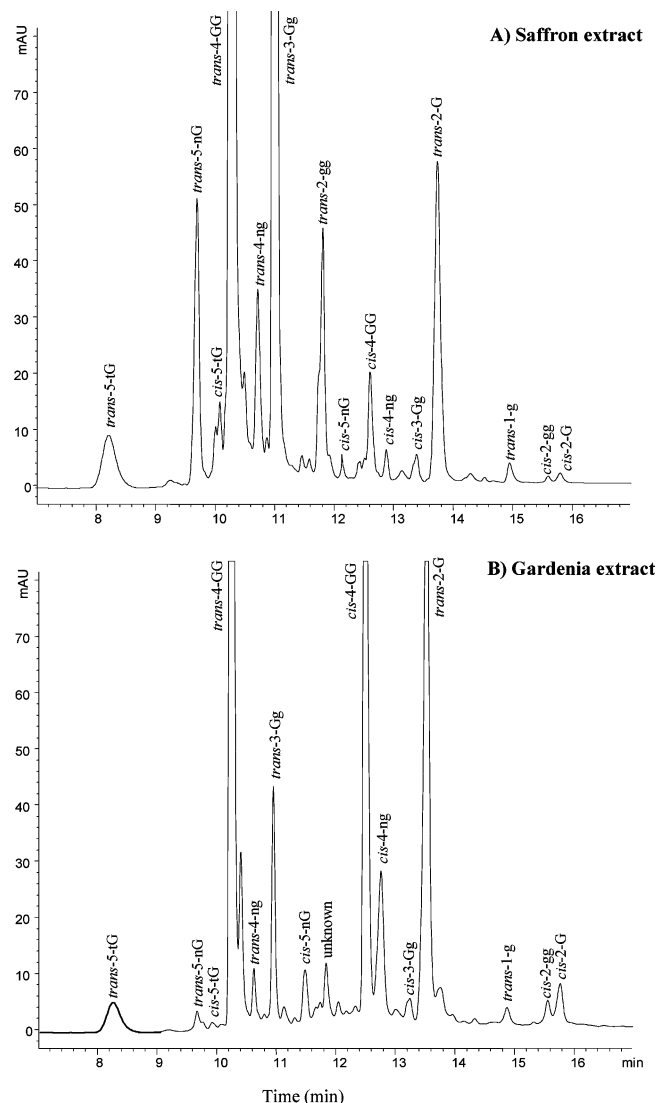 A) Saffron extract
mAU
70
60
50
40
30
20
10
0
trans-5-tG
trans-5-nG
cis-5-tG
trans-4-GG
trans-4-ng
trans-3-Gg
trans-2-gg
cis-5-nG
cis-4-GG
cis-4-ng
cis-3-Gg
trans-2-G
trans-1-g
cis-2-gg
cis-2-G
8 9 10 11 12 13 14 15 16
B) Gardenia extract
mAU
70
60
50
40
30
20
10
0
trans-5-tG
trans-5-nG
cis-5-tG
trans-4-GG
trans-4-ng
trans-3-Gg
cis-5-nG
unknown
cis-4-GG
cis-4-ng
cis-3-Gg
trans-2-G
trans-1-g
cis-2-gg
cis-2-G
8 9 10 11 12 13 14 15 16 min
Time (min)